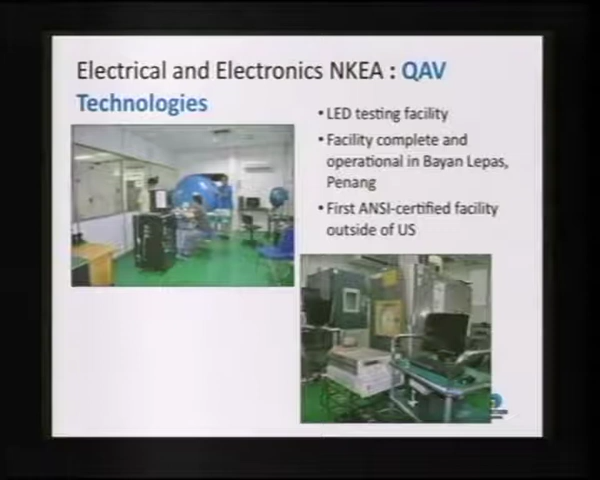 Electrical and Electronics NKEA : QAV
Technologies
• LED testing facility
• Facility complete and
operational in Bayan Lepas,
Penang
• First ANSI-certified facility
outside of US